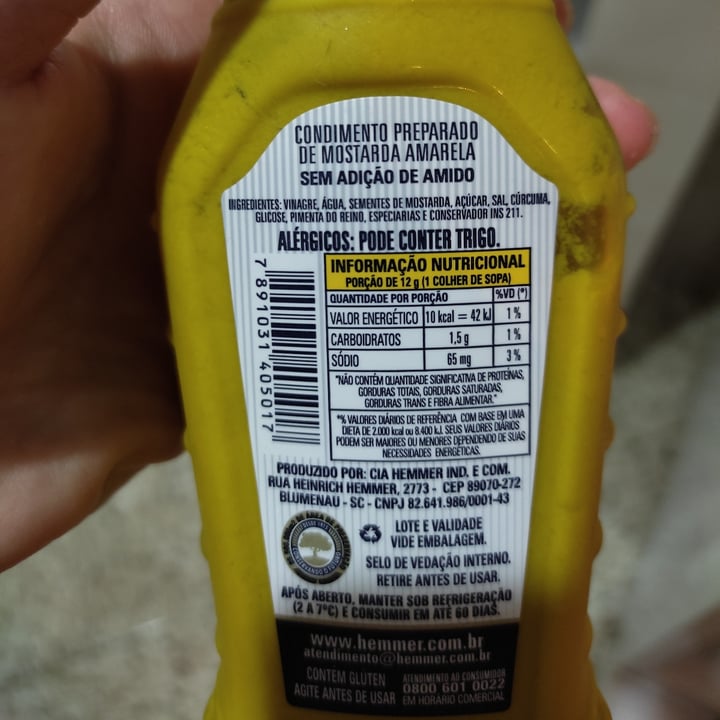 CONDIMENTO PREPARADO
DE MOSTARDA AMARELA
SEM ADIÇÃO DE AMIDO
INGREDIENTES: VINAGRE, ÁGUA, SEMENTES DE MOSTARDA, AÇÚCAR, SAL, CÚRCUMA,
GLICOSE, PIMENTA DO REINO, ESPECIARIAS E CONSERVADOR INS 211.
ALÉRGICOS: PODE CONTER TRIGO.
7 891031 405017
INFORMAÇÃO NUTRICIONAL
PORÇÃO DE 12 g (1 COLHER DE SOPA)
QUANTIDADE POR PORÇÃO %VD (*)
VALOR ENERGÉTICO 10 kcal = 42 kJ 1 %
CARBOIDRATOS 1,5 g 1 %
SÓDIO 65 mg 3 %
"NÃO CONTÉM QUANTIDADE SIGNIFICATIVA DE PROTEÍNAS,
GORDURAS TOTAIS, GORDURAS SATURADAS,
GORDURAS TRANS E FIBRA ALIMENTAR."
*% VALORES DIÁRIOS DE REFERÊNCIA COM BASE EM UMA
DIETA DE 2.000 kcal ou 8.400 kJ. SEUS VALORES DIÁRIOS
PODEM SER MAIORES OU MENORES DEPENDENDO DE SUAS
NECESSIDADES ENERGÉTICAS.
PRODUZIDO POR: CIA HEMMER IND. E COM.
RUA HEINRICH HEMMER, 2773 - CEP 89070-272
BLUMENAU - SC - CNPJ 82.641.986/0001-43
LOTE E VALIDADE
VIDE EMBALAGEM.
SELO DE VEDAÇÃO INTERNO.
RETIRE ANTES DE USAR.
APÓS ABERTO, MANTER SOB REFRIGERAÇÃO
(2 A 7°C) E CONSUMIR EM ATÉ 60 DIAS.
www.hemmer.com.br
atendimento@hemmer.com.br
CONTÉM GLÚTEN
AGITE ANTES DE USAR
ATENDIMENTO AO CONSUMIDOR
0800 601 0022
EM HORÁRIO COMERCIAL